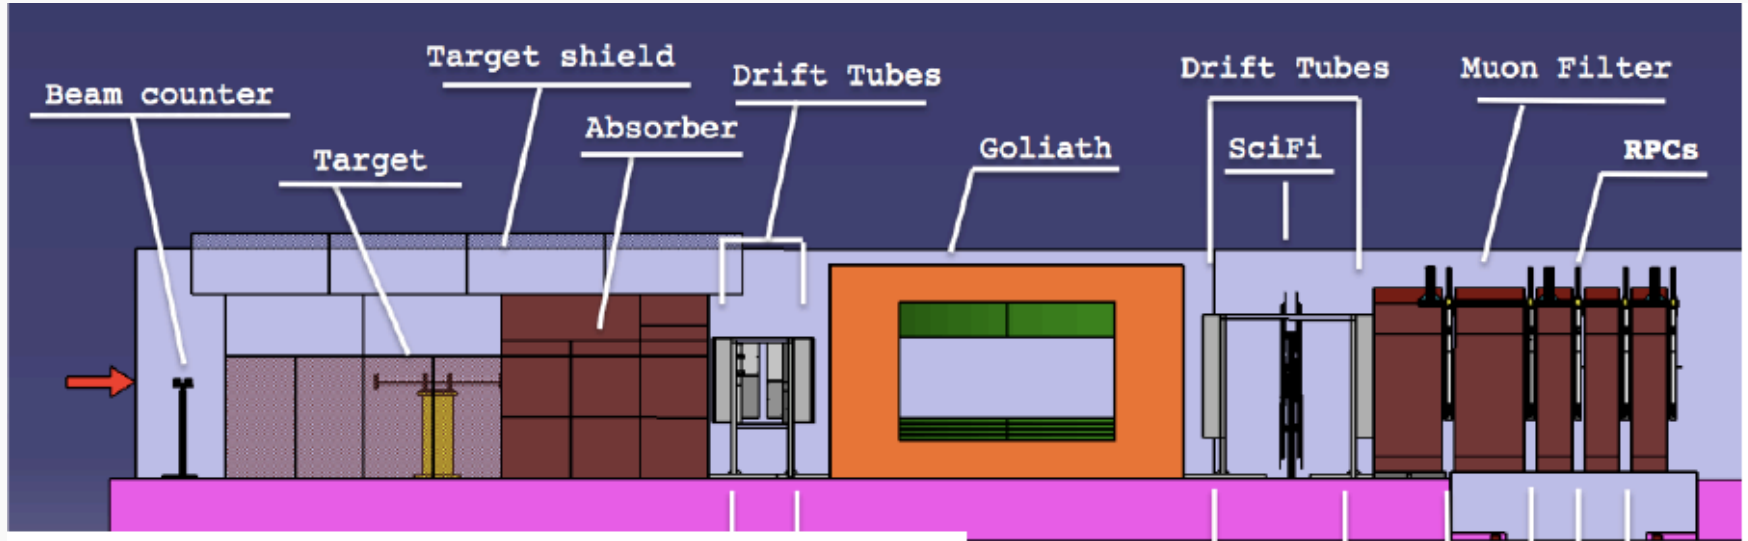 Beam counter
Target shield
Target
Absorber
Drift Tubes
Goliath
Drift Tubes
SciFi
Muon Filter
RPCs